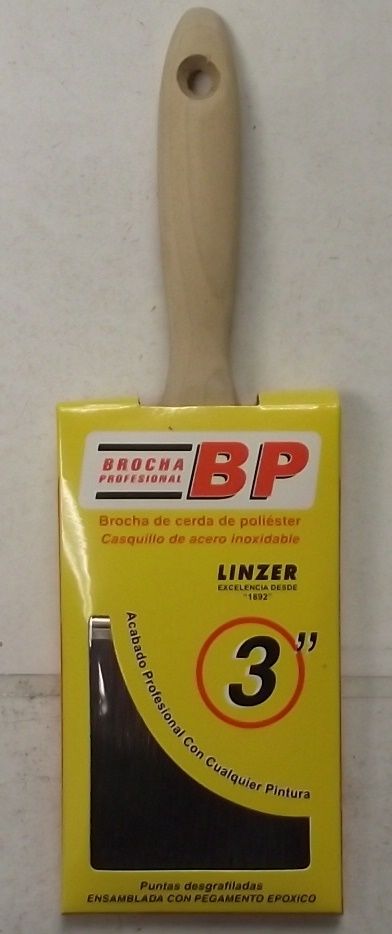 BROCHA
PROFESIONAL
BP
Brocha de cerda de poliéster
Casquillo de acero inoxidable
LINZER
EXCELENCIA DESDE
"1892"
3"
Acabado Profesional Con Cualquier Pintura
Puntas desgrafiladas
ENSAMBLADA CON PEGAMENTO EPOXICO